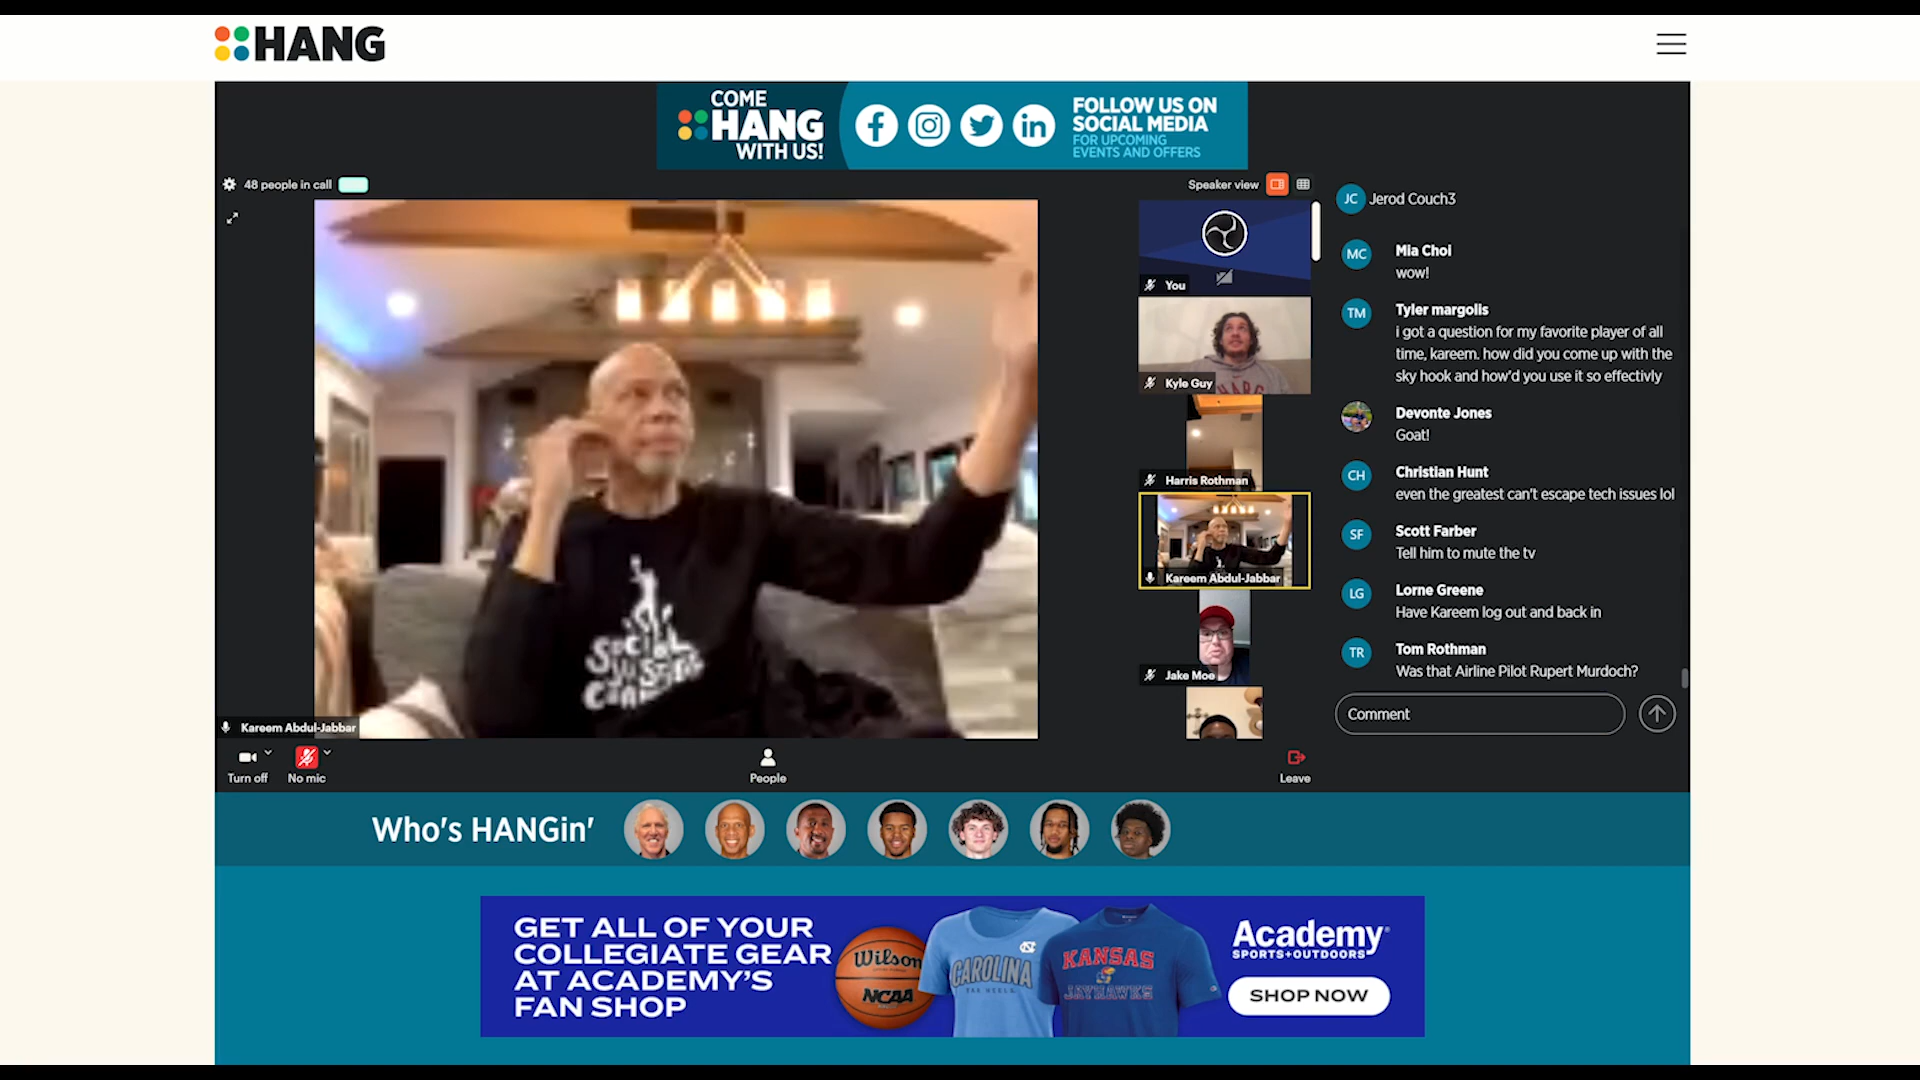 HANG
COME
HANG
WITH US!
FOLLOW US ON
SOCIAL MEDIA
FOR UPCOMING
EVENTS AND OFFERS
48 people in call
Speaker view
You
Kyle Guy
Harris Rothman
Kareem Abdul-Jabbar
Jake Moe
SOCIAL
JUSTICE
Kareem Abdul-Jabbar
JC Jerod Couch3
MC Mia Choi
wow!
TM Tyler margolis
i got a question for my favorite player of all
time, kareem. how did you come up with the
sky hook and how'd you use it so effectivly
Devonte Jones
Goat!
CH Christian Hunt
even the greatest can't escape tech issues lol
SF Scott Farber
Tell him to mute the tv
LG Lorne Greene
Have Kareem log out and back in
TR Tom Rothman
Was that Airline Pilot Rupert Murdoch?
Comment
Turn off
No mic
People
Leave
Who's HANGin'
GET ALL OF YOUR
COLLEGIATE GEAR
AT ACADEMY'S
FAN SHOP
Wilson
NCAA
NC
CAROLINA
TAR HEELS
KANSAS
JAYHAWKS
Academy
SPORTS+OUTDOORS
SHOP NOW